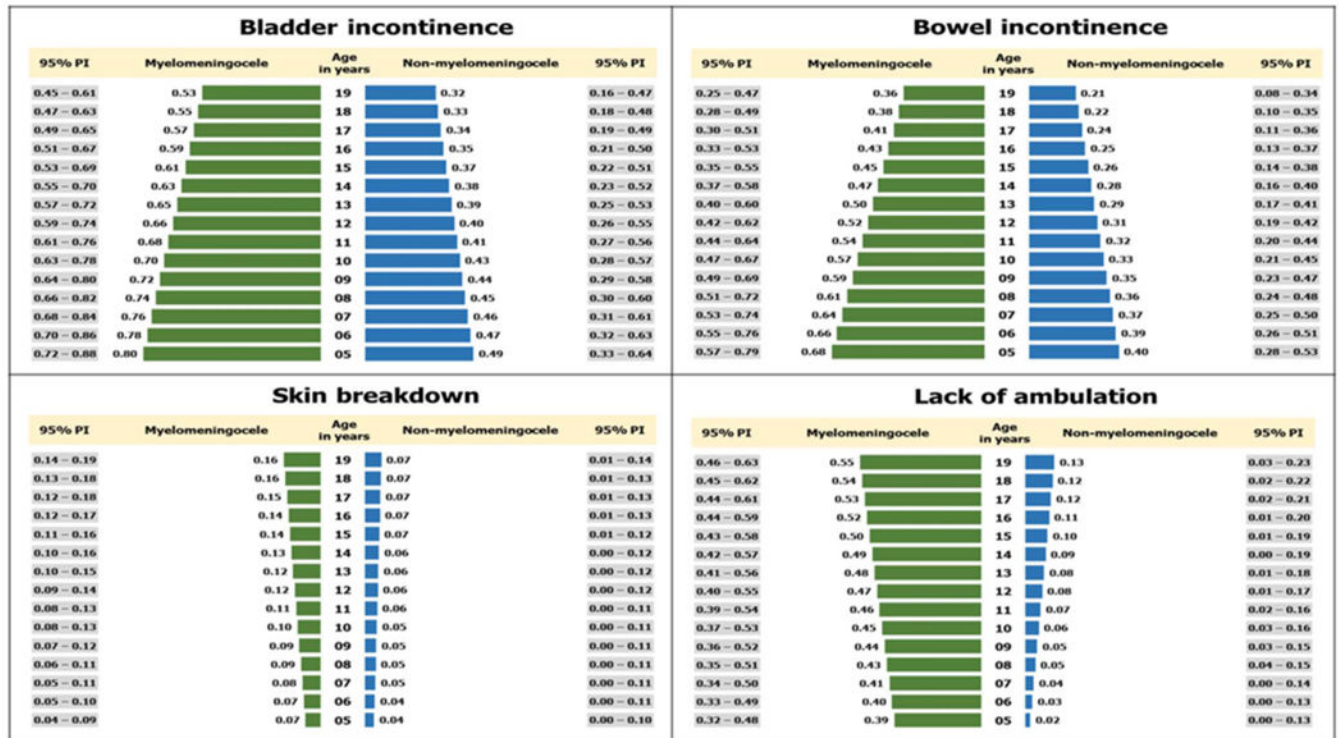 Bladder incontinence
95% PI Myelomeningocele Age in years Non-myelomeningocele 95% PI
0.45 – 0.61 0.53 19 0.32 0.16 – 0.47
0.47 – 0.63 0.55 18 0.33 0.18 – 0.48
0.49 – 0.65 0.57 17 0.34 0.19 – 0.49
0.51 – 0.67 0.59 16 0.35 0.21 – 0.50
0.53 – 0.69 0.61 15 0.37 0.22 – 0.51
0.55 – 0.70 0.63 14 0.38 0.23 – 0.52
0.57 – 0.72 0.65 13 0.39 0.25 – 0.53
0.59 – 0.74 0.66 12 0.40 0.26 – 0.55
0.61 – 0.76 0.68 11 0.41 0.27 – 0.56
0.63 – 0.78 0.70 10 0.43 0.28 – 0.57
0.64 – 0.80 0.72 09 0.44 0.29 – 0.58
0.66 – 0.82 0.74 08 0.45 0.30 – 0.60
0.68 – 0.84 0.76 07 0.46 0.31 – 0.61
0.70 – 0.86 0.78 06 0.47 0.32 – 0.63
0.72 – 0.88 0.80 05 0.49 0.33 – 0.64
Bowel incontinence
95% PI Myelomeningocele Age in years Non-myelomeningocele 95% PI
0.25 – 0.47 0.36 19 0.21 0.08 – 0.34
0.28 – 0.49 0.38 18 0.22 0.10 – 0.35
0.30 – 0.51 0.41 17 0.24 0.11 – 0.36
0.33 – 0.53 0.43 16 0.25 0.13 – 0.37
0.35 – 0.55 0.45 15 0.26 0.14 – 0.38
0.37 – 0.58 0.47 14 0.28 0.16 – 0.40
0.40 – 0.60 0.50 13 0.29 0.17 – 0.41
0.42 – 0.62 0.52 12 0.31 0.19 – 0.42
0.44 – 0.64 0.54 11 0.32 0.20 – 0.44
0.47 – 0.67 0.57 10 0.33 0.21 – 0.45
0.49 – 0.69 0.59 09 0.35 0.23 – 0.47
0.51 – 0.72 0.61 08 0.36 0.24 – 0.48
0.53 – 0.74 0.64 07 0.37 0.25 – 0.50
0.55 – 0.76 0.66 06 0.39 0.26 – 0.51
0.57 – 0.79 0.68 05 0.40 0.28 – 0.53
Skin breakdown
95% PI Myelomeningocele Age in years Non-myelomeningocele 95% PI
0.14 – 0.19 0.16 19 0.07 0.01 – 0.14
0.13 – 0.18 0.16 18 0.07 0.01 – 0.13
0.12 – 0.18 0.15 17 0.07 0.01 – 0.13
0.12 – 0.17 0.14 16 0.07 0.01 – 0.13
0.11 – 0.16 0.14 15 0.07 0.01 – 0.12
0.10 – 0.16 0.13 14 0.06 0.00 – 0.12
0.10 – 0.15 0.12 13 0.06 0.00 – 0.12
0.09 – 0.14 0.12 12 0.06 0.00 – 0.12
0.08 – 0.13 0.11 11 0.06 0.00 – 0.11
0.08 – 0.13 0.10 10 0.05 0.00 – 0.11
0.07 – 0.12 0.09 09 0.05 0.00 – 0.11
0.06 – 0.11 0.09 08 0.05 0.00 – 0.11
0.05 – 0.11 0.08 07 0.05 0.00 – 0.11
0.05 – 0.10 0.07 06 0.04 0.00 – 0.11
0.04 – 0.09 0.07 05 0.04 0.00 – 0.10
Lack of ambulation
95% PI Myelomeningocele Age in years Non-myelomeningocele 95% PI
0.46 – 0.63 0.55 19 0.13 0.03 – 0.23
0.45 – 0.62 0.54 18 0.12 0.02 – 0.22
0.44 – 0.61 0.53 17 0.12 0.02 – 0.21
0.44 – 0.59 0.52 16 0.11 0.01 – 0.20
0.43 – 0.58 0.50 15 0.10 0.01 – 0.19
0.42 – 0.57 0.49 14 0.09 0.00 – 0.19
0.41 – 0.56 0.48 13 0.08 0.01 – 0.18
0.40 – 0.55 0.47 12 0.08 0.01 – 0.17
0.39 – 0.54 0.46 11 0.07 0.02 – 0.16
0.37 – 0.53 0.45 10 0.06 0.03 – 0.16
0.36 – 0.52 0.44 09 0.05 0.03 – 0.15
0.35 – 0.51 0.43 08 0.05 0.04 – 0.15
0.34 – 0.50 0.41 07 0.04 0.00 – 0.14
0.33 – 0.49 0.40 06 0.03 0.00 – 0.13
0.32 – 0.48 0.39 05 0.02 0.00 – 0.13